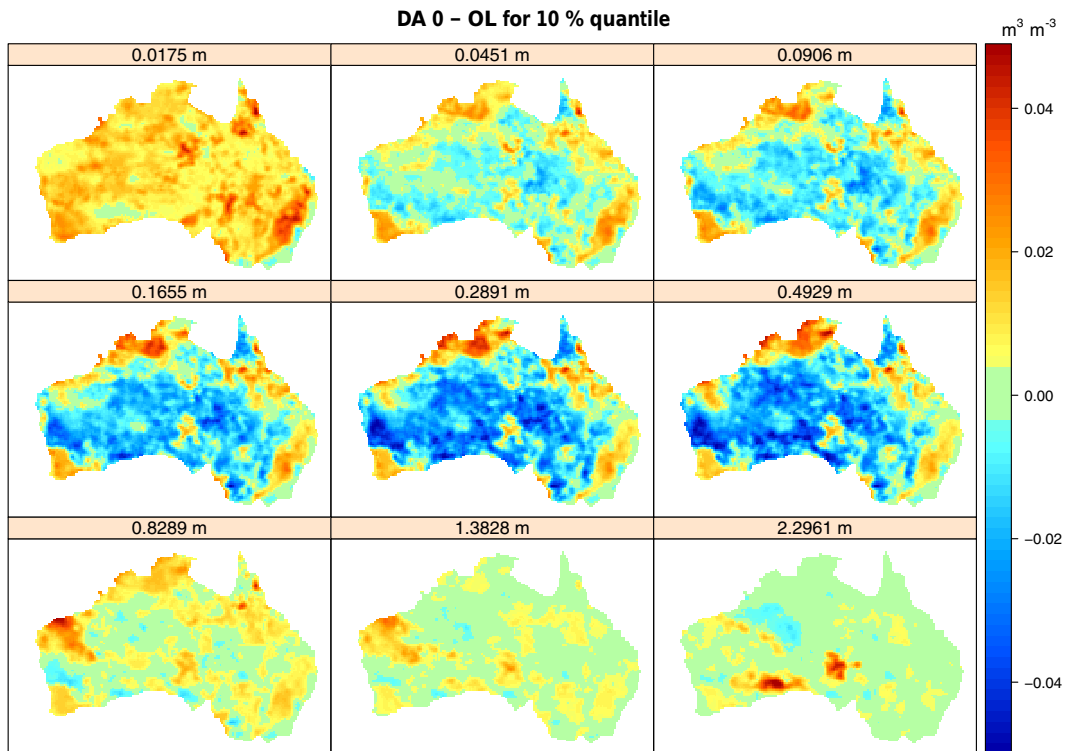 DA 0 – OL for 10 % quantile
m³ m⁻³
0.0175 m
0.0451 m
0.0906 m
0.1655 m
0.2891 m
0.4929 m
0.8289 m
1.3828 m
2.2961 m
0.04
0.02
0.00
−0.02
−0.04